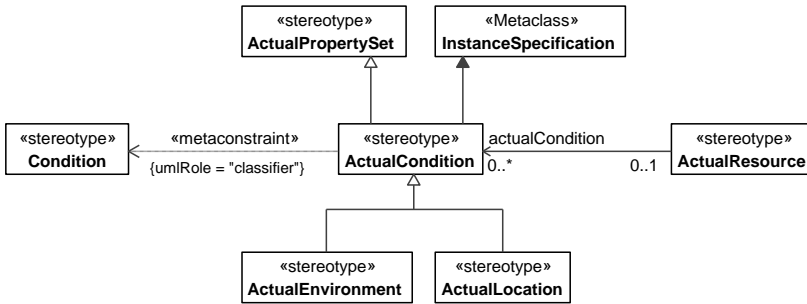 «stereotype»
ActualPropertySet
«Metaclass»
InstanceSpecification
«stereotype»
Condition
«metaconstraint»
{umlRole = "classifier"}
«stereotype»
ActualCondition
actualCondition
0..*
0..1
«stereotype»
ActualResource
«stereotype»
ActualEnvironment
«stereotype»
ActualLocation